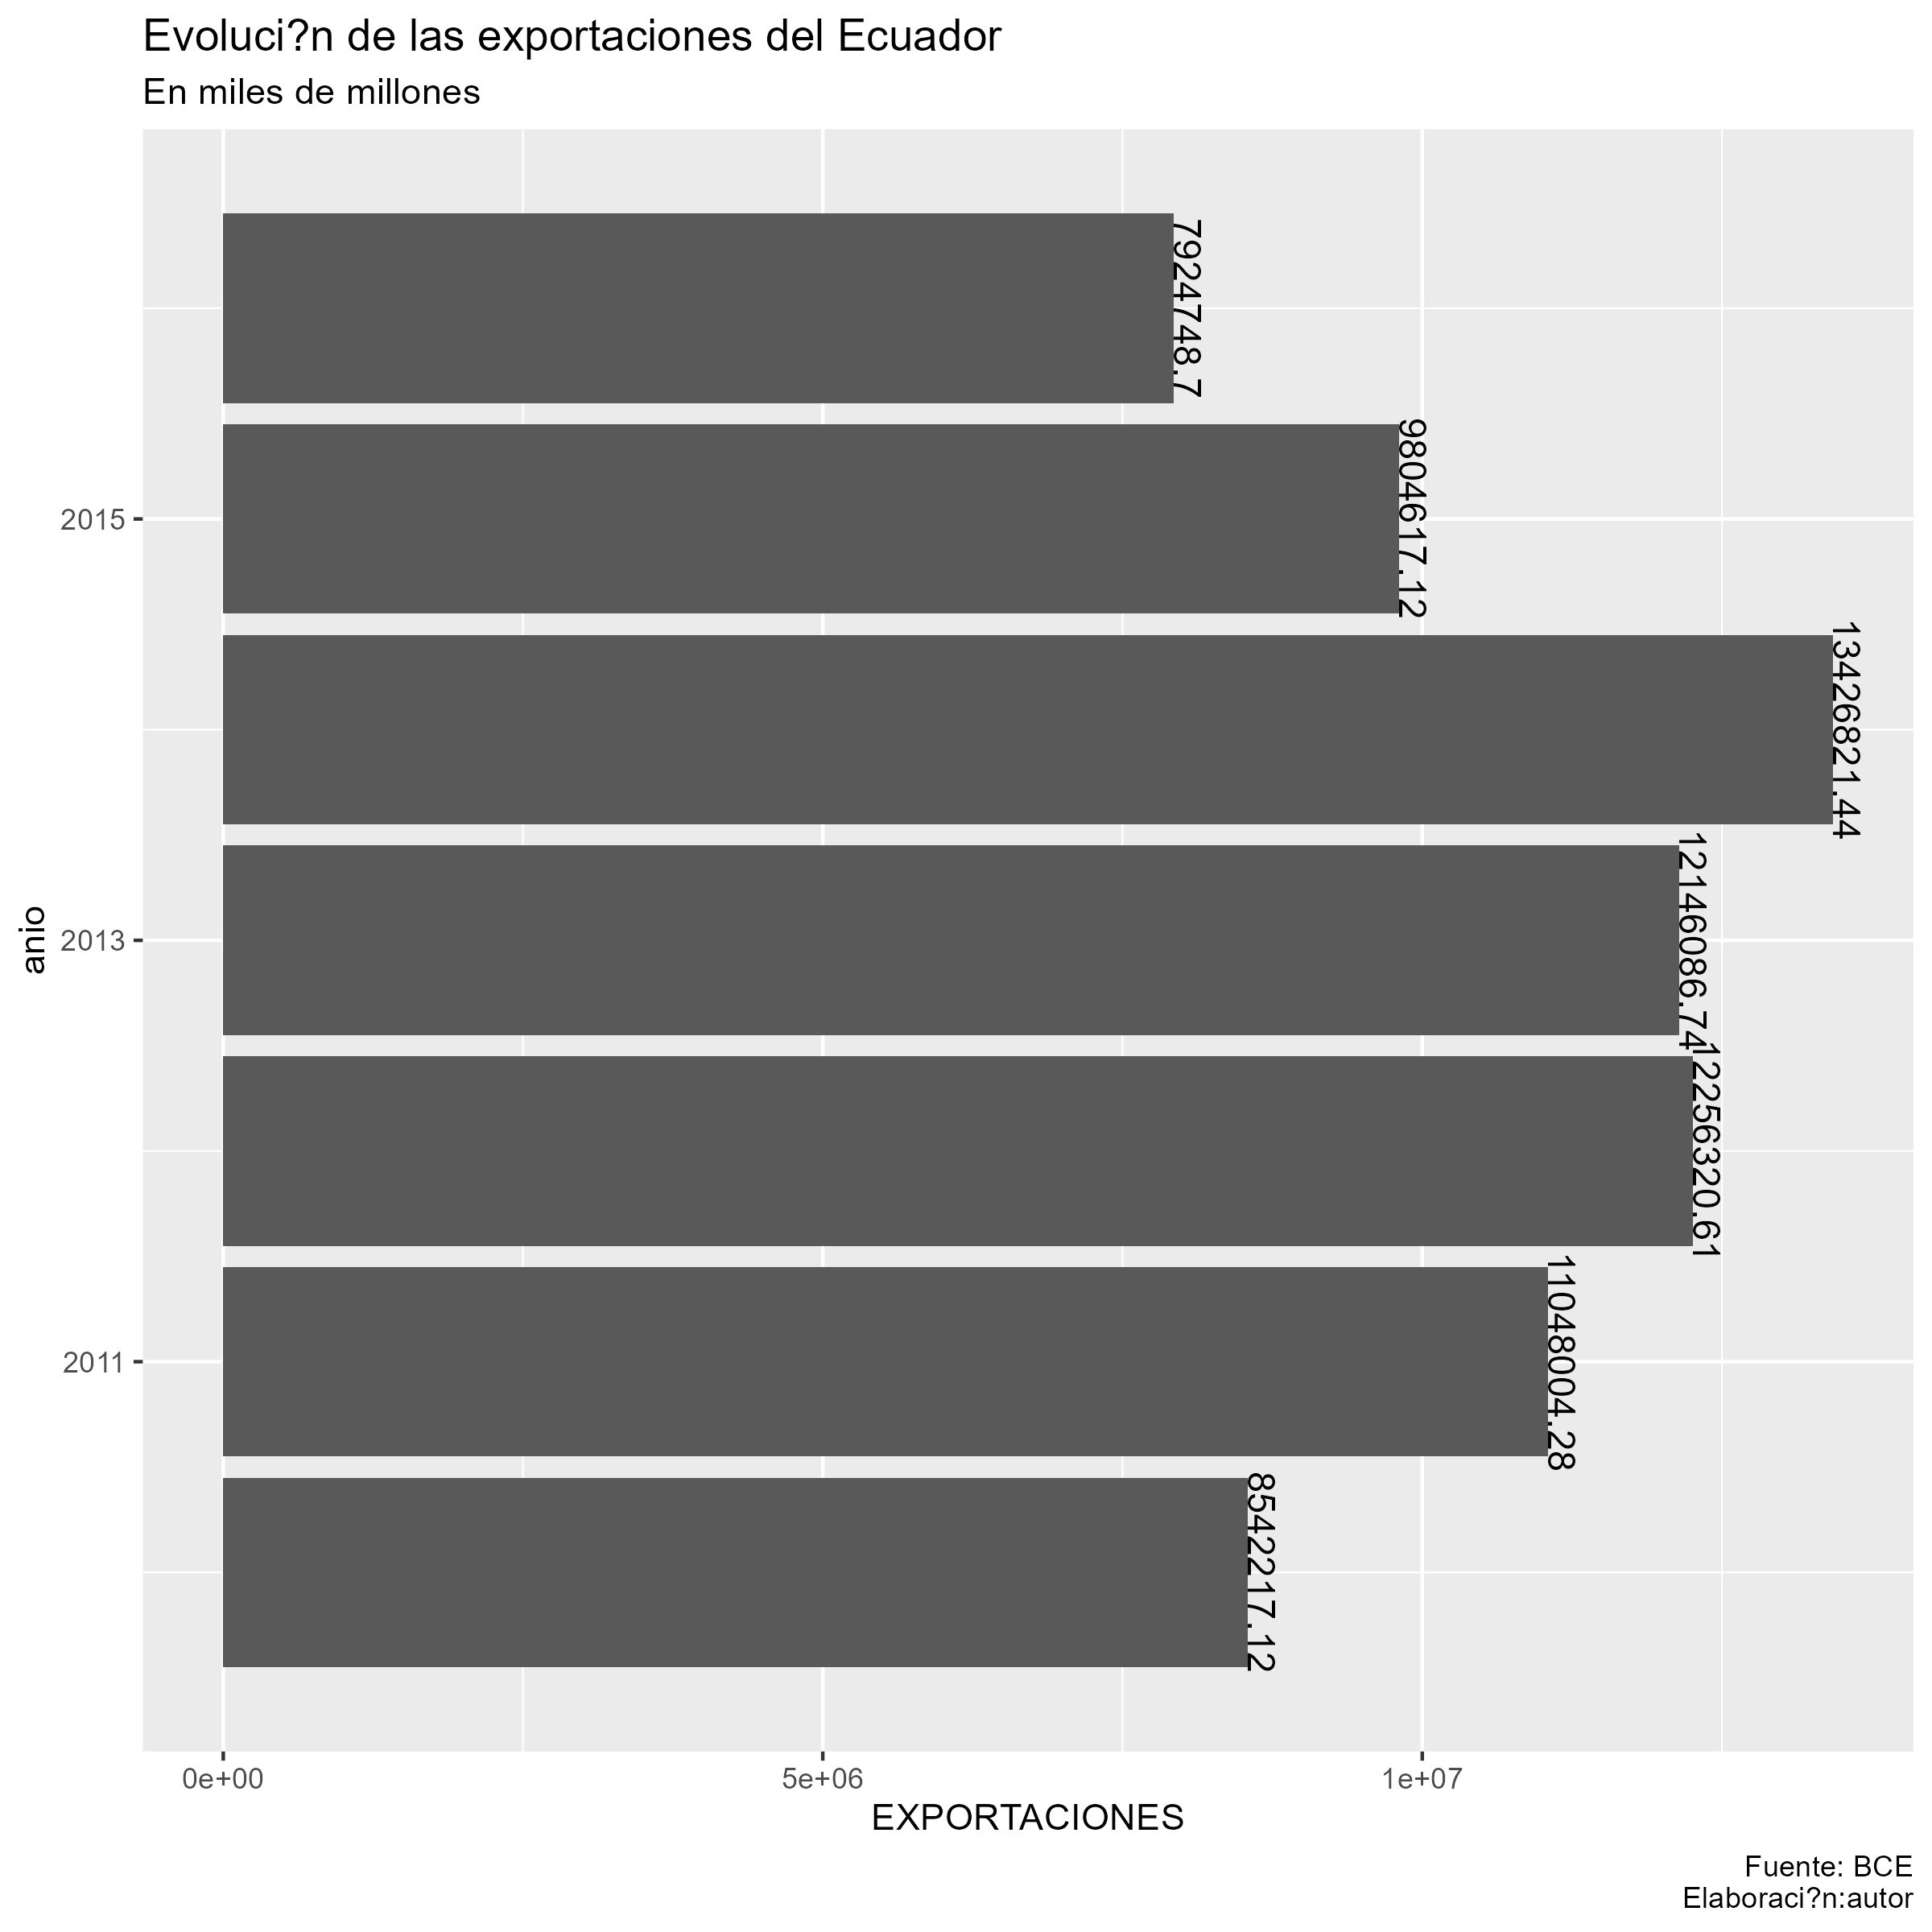 Evoluci?n de las exportaciones del Ecuador
En miles de millones
7924748.7
2015
9804617.12
13426821.44
anio
2013
12146086.74
12256320.61
2011
11048004.28
8542217.12
0e+00
5e+06
1e+07
EXPORTACIONES
Fuente: BCE
Elaboraci?n:autor